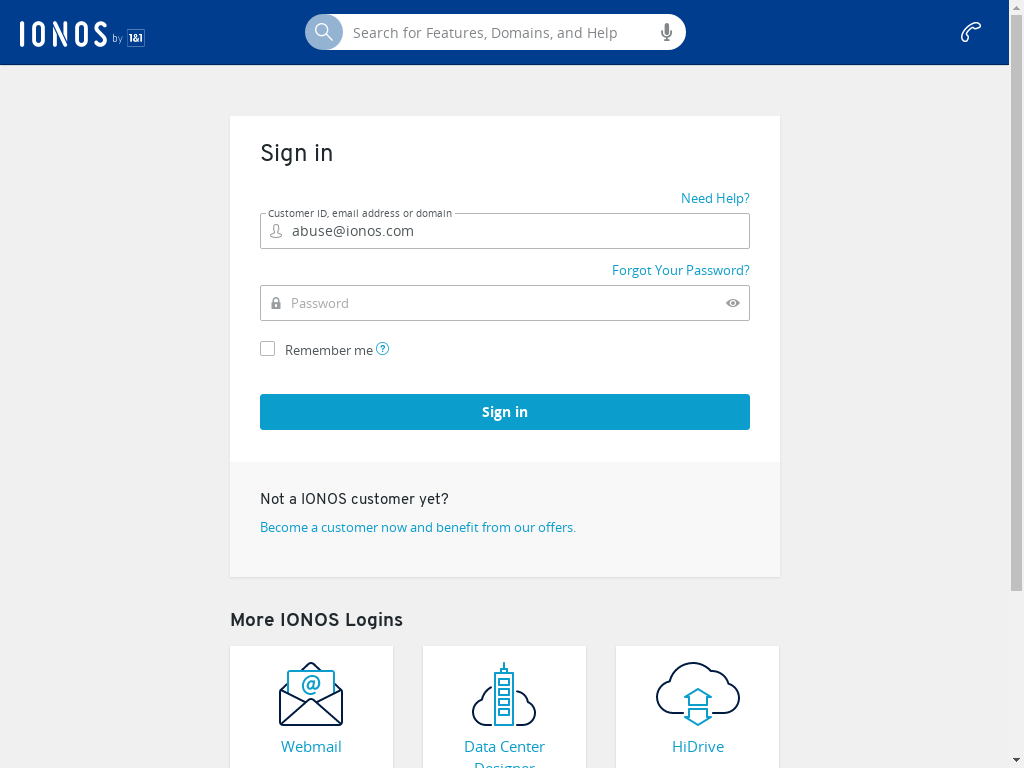 IONOS by 1&1
Search for Features, Domains, and Help
Sign in
Need Help?
Customer ID, email address or domain
abuse@ionos.com
Forgot Your Password?
Password
Remember me ?
Sign in
Not a IONOS customer yet?
Become a customer now and benefit from our offers.
More IONOS Logins
@
Webmail
Data Center
Designer
HiDrive